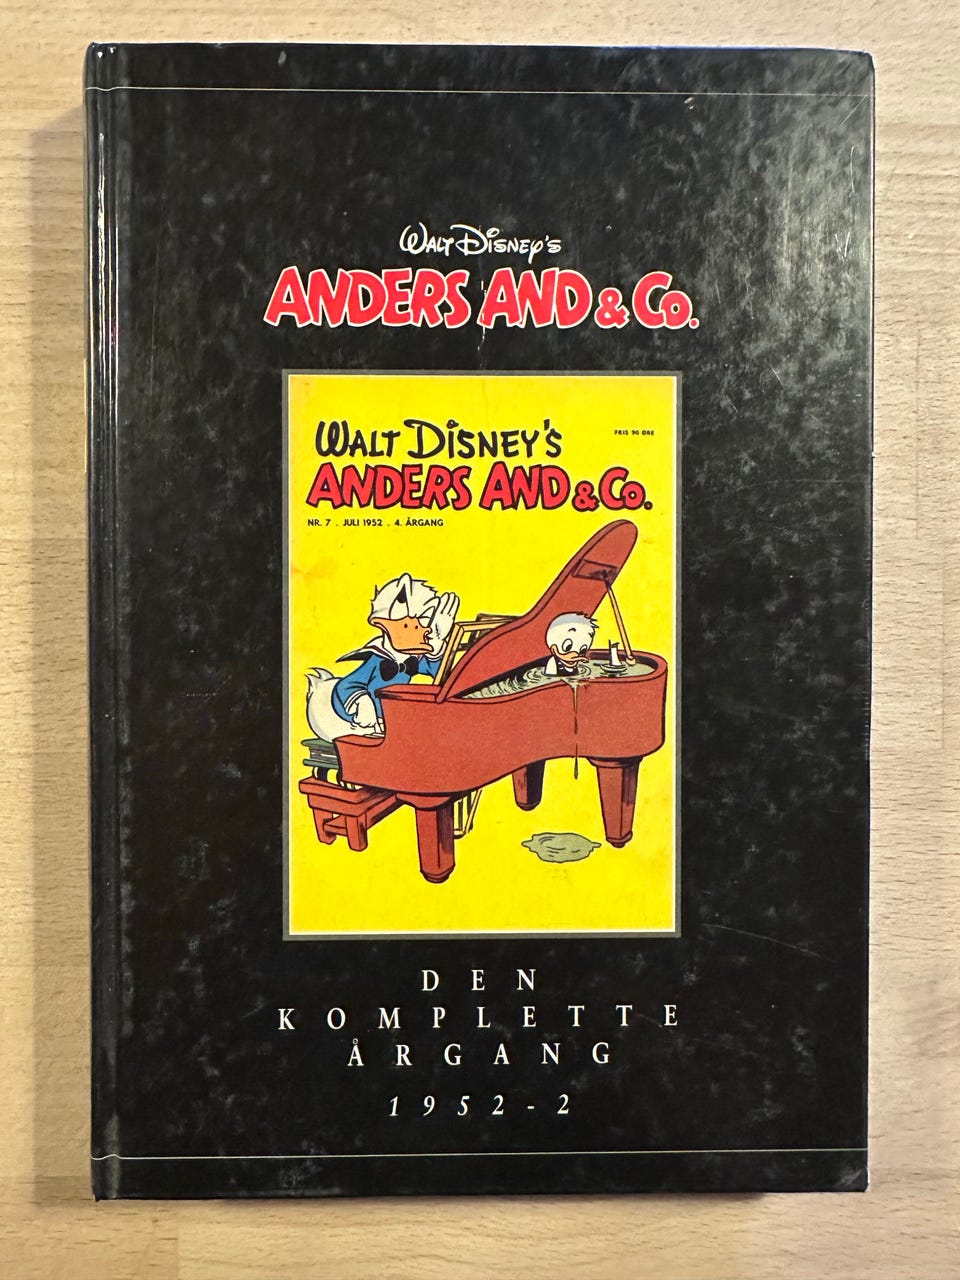 WALT DISNEY'S
ANDERS AND & Co.
WALT DISNEY'S
PRIS 90 ØRE
ANDERS AND & Co.
NR. 7 . JULI 1952 . 4. ÅRGANG
DEN
KOMPLETTE
ÅRGANG
1952-2